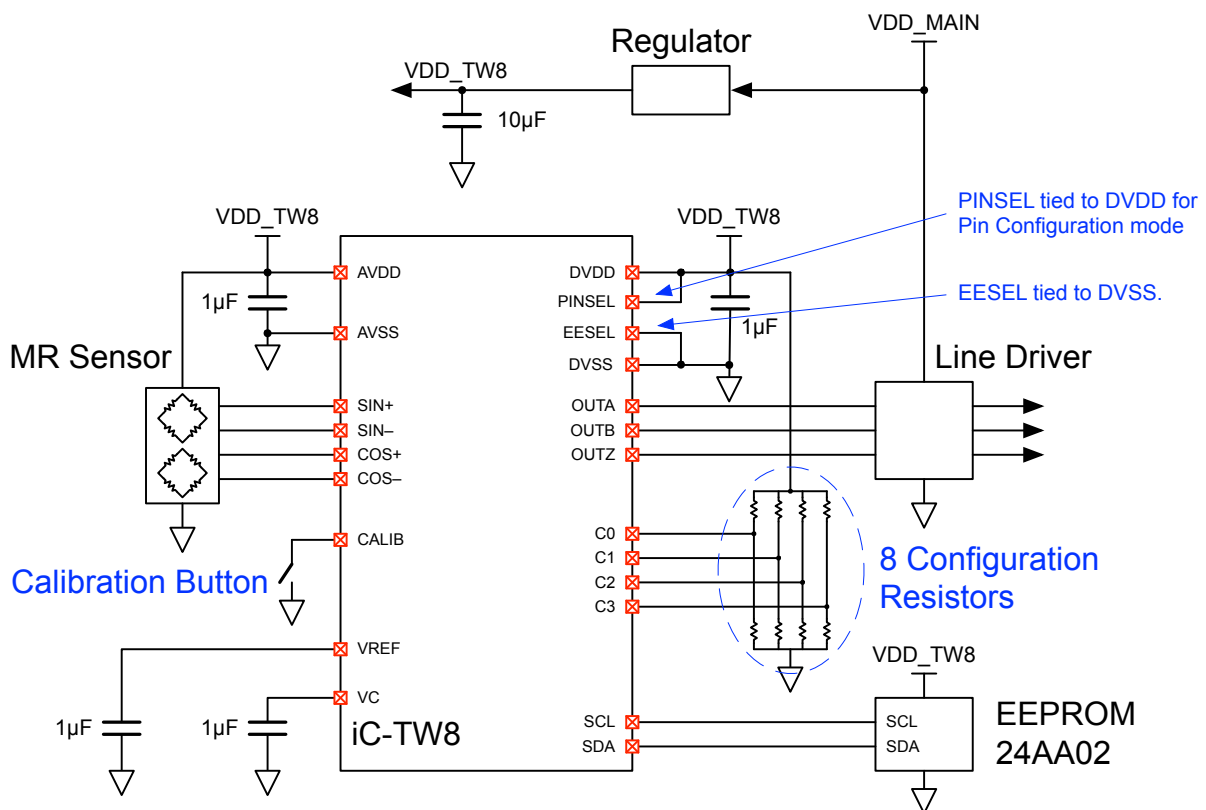 VDD_MAIN
Regulator
VDD_TW8
10µF
PINSEL tied to DVDD for
Pin Configuration mode
VDD_TW8
VDD_TW8
AVDD
DVDD
PINSEL
EESEL tied to DVSS.
1µF
1µF
AVSS
EESEL
DVSS
MR Sensor
Line Driver
SIN+
OUTA
SIN–
OUTB
COS+
OUTZ
COS–
C0
CALIB
C1
8 Configuration
Resistors
Calibration Button
C2
C3
VREF
VDD_TW8
VC
1µF
1µF
iC-TW8
SCL
SCL
EEPROM
24AA02
SDA
SDA